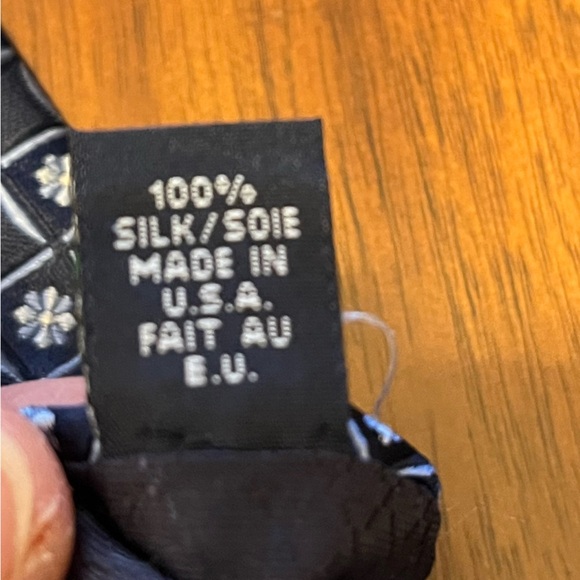 100%
SILK/SOIE
MADE IN
U.S.A.
FAIT AU
E.U.